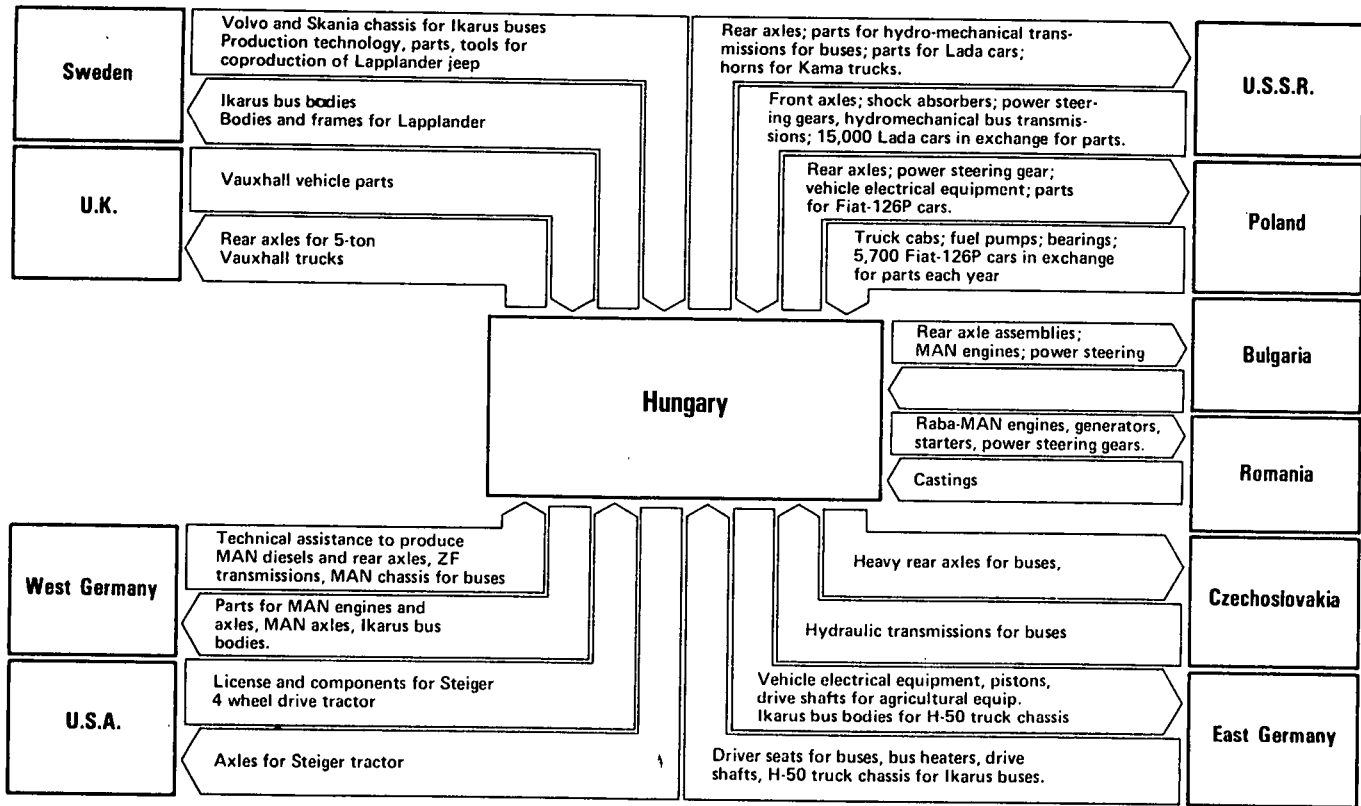 Sweden
Volvo and Skania chassis for Ikarus buses
Production technology, parts, tools for
coproduction of Lapplander jeep
Ikarus bus bodies
Bodies and frames for Lapplander
U.K.
Vauxhall vehicle parts
Rear axles for 5-ton
Vauxhall trucks
Rear axles; parts for hydro-mechanical trans-
missions for buses; parts for Lada cars;
horns for Kama trucks.
U.S.S.R.
Front axles; shock absorbers; power steer-
ing gears, hydromechanical bus transmis-
sions; 15,000 Lada cars in exchange for parts.
Rear axles; power steering gear;
vehicle electrical equipment; parts
for Fiat-126P cars.
Poland
Truck cabs; fuel pumps; bearings;
5,700 Fiat-126P cars in exchange
for parts each year
Hungary
Rear axle assemblies;
MAN engines; power steering
Bulgaria
Raba-MAN engines, generators,
starters, power steering gears.
Castings
Romania
West Germany
Technical assistance to produce
MAN diesels and rear axles, ZF
transmissions, MAN chassis for buses
Parts for MAN engines and
axles, MAN axles, Ikarus bus
bodies.
U.S.A.
License and components for Steiger
4 wheel drive tractor
Axles for Steiger tractor
Heavy rear axles for buses,
Czechoslovakia
Hydraulic transmissions for buses
Vehicle electrical equipment, pistons,
drive shafts for agricultural equip.
Ikarus bus bodies for H-50 truck chassis
East Germany
Driver seats for buses, bus heaters, drive
shafts, H-50 truck chassis for Ikarus buses.